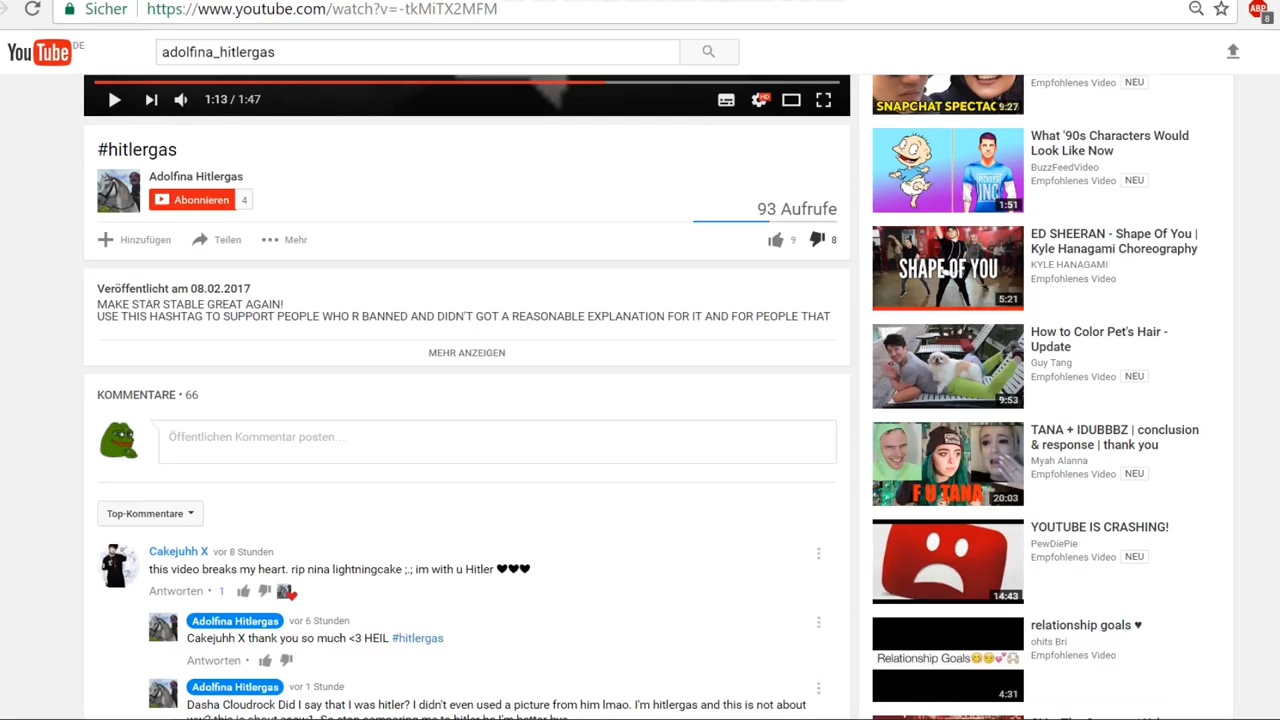 Sicher
https://www.youtube.com/watch?v=-tkMiTX2MFM
ABP
8
YouTube DE
adolfina_hitlergas
1:13 / 1:47
HD
#hitlergas
Adolfina Hitlergas
Abonnieren 4
93 Aufrufe
Hinzufügen Teilen Mehr
9 8
Veröffentlicht am 08.02.2017
MAKE STAR STABLE GREAT AGAIN!
USE THIS HASHTAG TO SUPPORT PEOPLE WHO R BANNED AND DIDN'T GOT A REASONABLE EXPLANATION FOR IT AND FOR PEOPLE THAT
MEHR ANZEIGEN
KOMMENTARE • 66
Öffentlichen Kommentar posten...
Top-Kommentare
Cakejuhh X vor 8 Stunden
this video breaks my heart. rip nina lightningcake ;.; im with u Hitler ♥♥♥
Antworten • 1
Adolfina Hitlergas vor 6 Stunden
Cakejuhh X thank you so much <3 HEIL #hitlergas
Antworten •
Adolfina Hitlergas vor 1 Stunde
Dasha Cloudrock Did I say that I was hitler? I didn't even used a picture from him lmao. I'm hitlergas and this is not about
SNAPCHAT SPECTAC
9:27
Empfohlenes Video NEU
What '90s Characters Would
Look Like Now
BuzzFeedVideo
Empfohlenes Video NEU
1:51
ED SHEERAN - Shape Of You |
Kyle Hanagami Choreography
KYLE HANAGAMI
Empfohlenes Video
SHAPE OF YOU
5:21
How to Color Pet's Hair -
Update
Guy Tang
Empfohlenes Video NEU
9:53
TANA + IDUBBBZ | conclusion
& response | thank you
Myah Alanna
Empfohlenes Video NEU
F U TANA
20:03
YOUTUBE IS CRASHING!
PewDiePie
Empfohlenes Video NEU
14:43
relationship goals ♥
ohits Bri
Empfohlenes Video
Relationship Goals
4:31